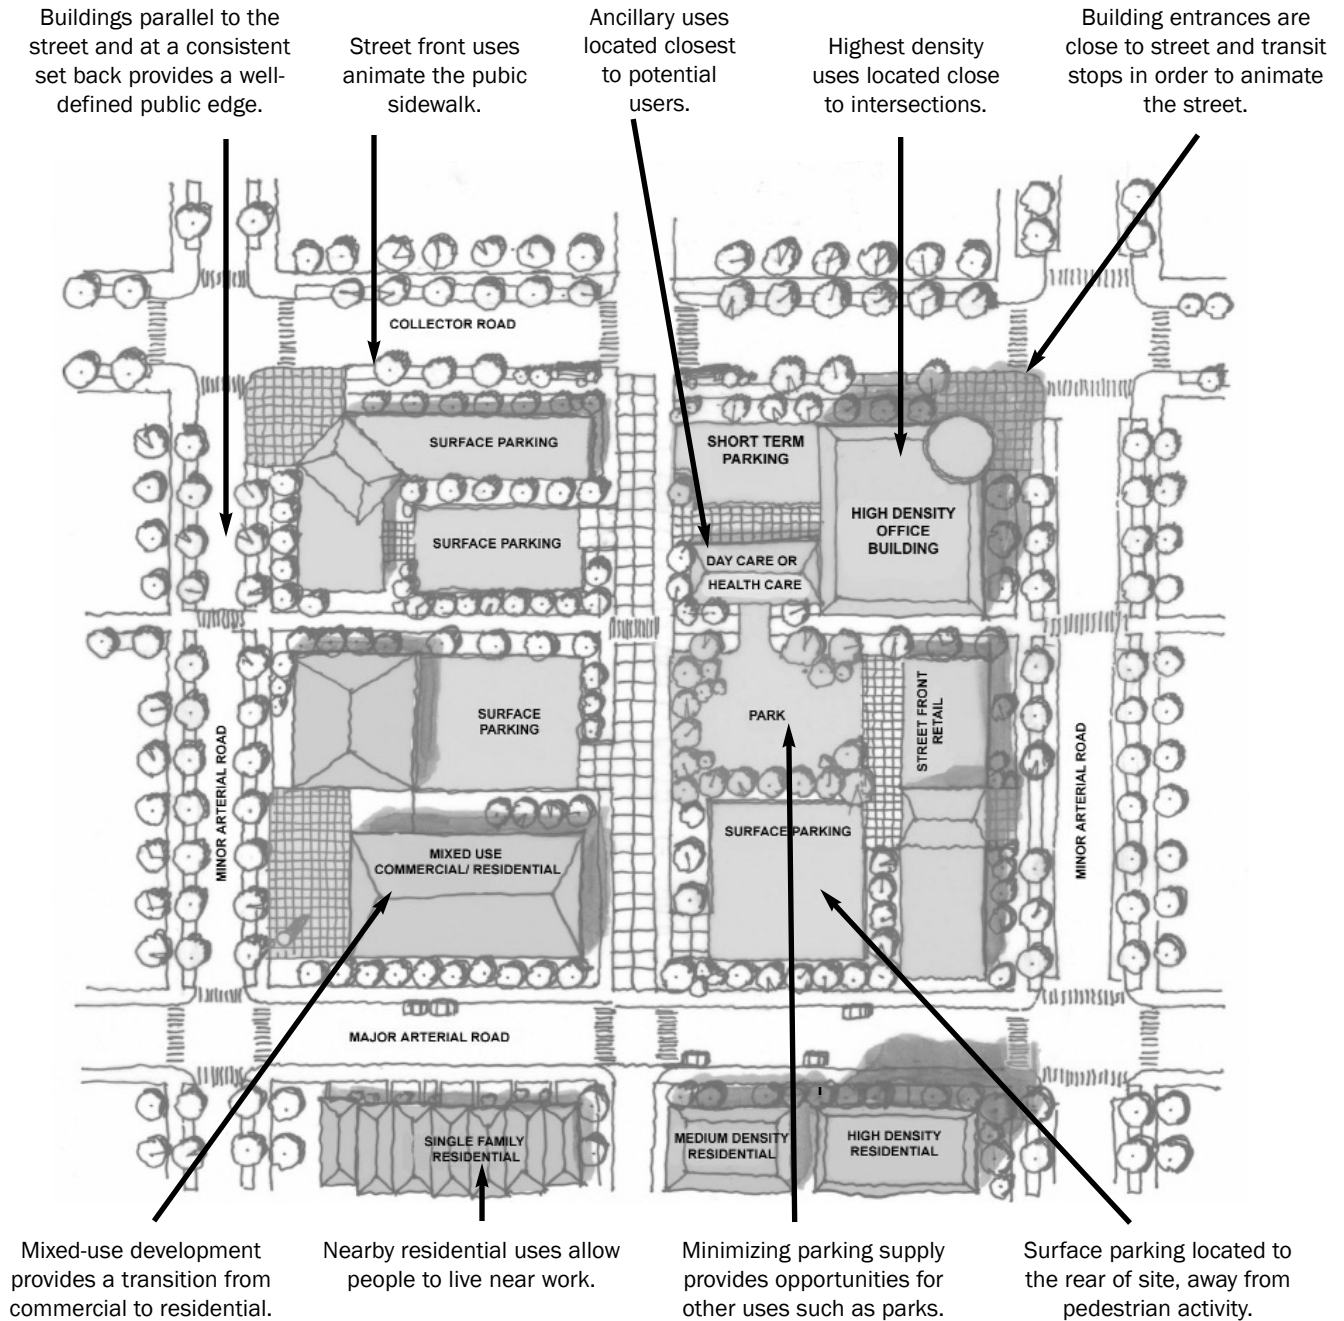 Buildings parallel to the
street and at a consistent
set back provides a well-
defined public edge.
Street front uses
animate the pubic
sidewalk.
Ancillary uses
located closest
to potential
users.
Highest density
uses located close
to intersections.
Building entrances are
close to street and transit
stops in order to animate
the street.
COLLECTOR ROAD
SURFACE PARKING
SHORT TERM
PARKING
HIGH DENSITY
OFFICE
BUILDING
SURFACE PARKING
DAY CARE OR
HEALTH CARE
SURFACE
PARKING
PARK
STREET FRONT
RETAIL
MINOR ARTERIAL ROAD
MINOR ARTERIAL ROAD
SURFACE PARKING
MIXED USE
COMMERCIAL/ RESIDENTIAL
MAJOR ARTERIAL ROAD
SINGLE FAMILY
RESIDENTIAL
MEDIUM DENSITY
RESIDENTIAL
HIGH DENSITY
RESIDENTIAL
Mixed-use development
provides a transition from
commercial to residential.
Nearby residential uses allow
people to live near work.
Minimizing parking supply
provides opportunities for
other uses such as parks.
Surface parking located to
the rear of site, away from
pedestrian activity.